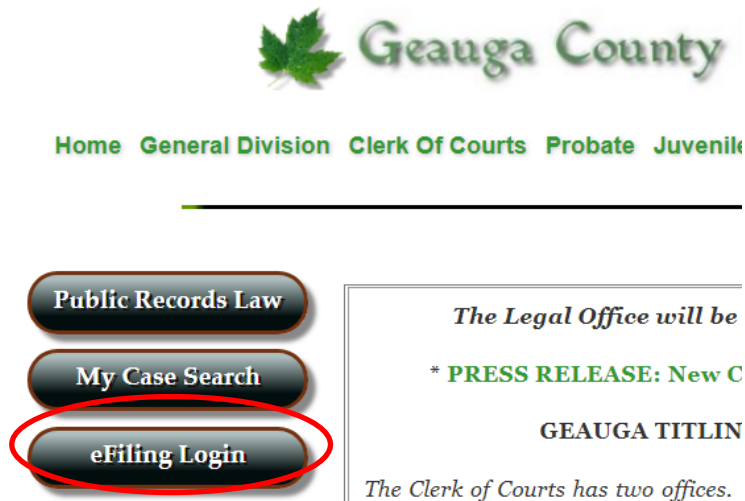 Geauga County
Home General Division Clerk Of Courts Probate Juvenile
Public Records Law
My Case Search
eFiling Login
The Legal Office will be
* PRESS RELEASE: New C
GEAUGA TITLIN
The Clerk of Courts has two offices.